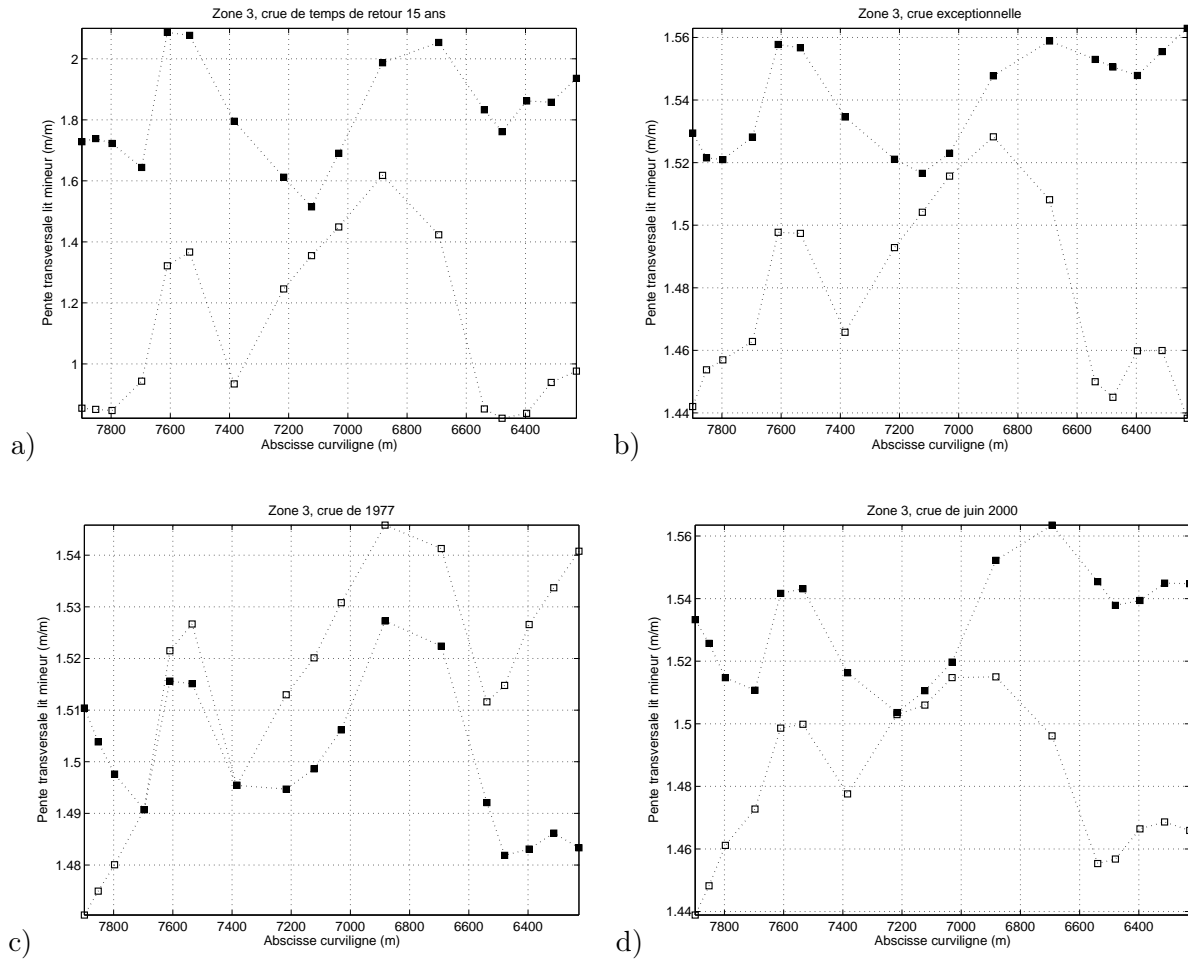 Zone 3, crue de temps de retour 15 ans
2
1.8
1.6
1.4
1.2
1
Pente transversale lit mineur (m/m)
7800 7600 7400 7200 7000 6800 6600 6400
Abscisse curviligne (m)
a)
Zone 3, crue exceptionnelle
1.56
1.54
1.52
1.5
1.48
1.46
1.44
Pente transversale lit mineur (m/m)
7800 7600 7400 7200 7000 6800 6600 6400
Abscisse curviligne (m)
b)
Zone 3, crue de 1977
1.54
1.53
1.52
1.51
1.5
1.49
1.48
Pente transversale lit mineur (m/m)
7800 7600 7400 7200 7000 6800 6600 6400
Abscisse curviligne (m)
c)
Zone 3, crue de juin 2000
1.56
1.54
1.52
1.5
1.48
1.46
1.44
Pente transversale lit mineur (m/m)
7800 7600 7400 7200 7000 6800 6600 6400
Abscisse curviligne (m)
d)